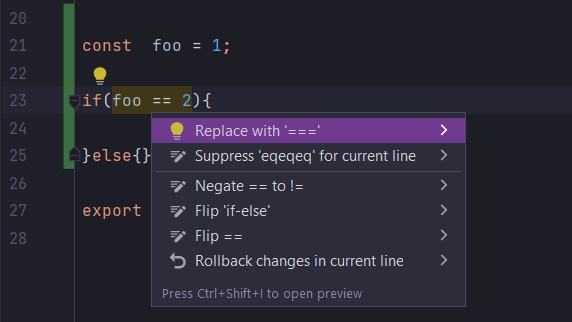 20
21 const foo = 1;
22
23 if(foo == 2){
24
Replace with '==='
Suppress 'eqeqeq' for current line
25 }else{}
26
Negate == to !=
27 export
Flip 'if-else'
28
Flip ==
Rollback changes in current line
Press Ctrl+Shift+I to open preview